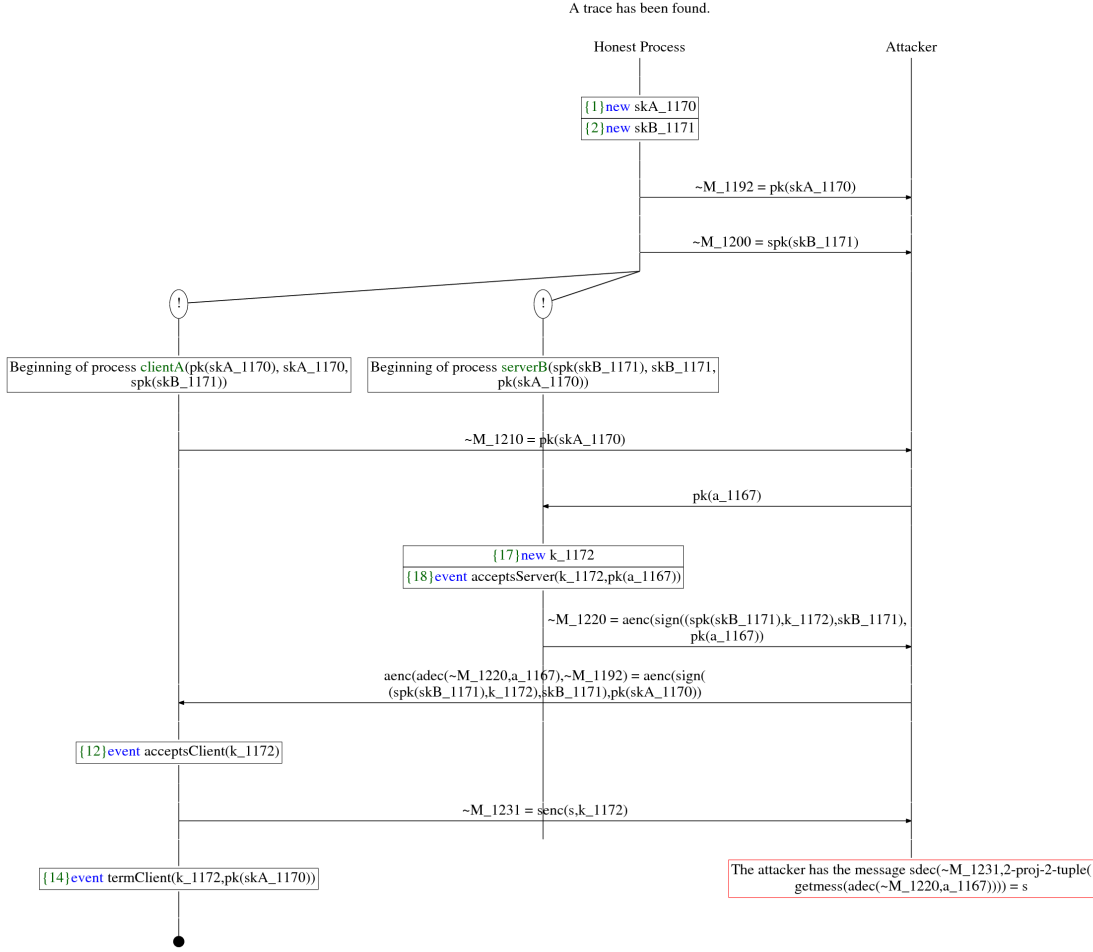 A trace has been found.
Honest Process
Attacker
{1}new skA_1170
{2}new skB_1171
~M_1192 = pk(skA_1170)
~M_1200 = spk(skB_1171)
!
!
Beginning of process clientA(pk(skA_1170), skA_1170,
spk(skB_1171))
Beginning of process serverB(spk(skB_1171), skB_1171,
pk(skA_1170))
~M_1210 = pk(skA_1170)
pk(a_1167)
{17}new k_1172
{18}event acceptsServer(k_1172,pk(a_1167))
~M_1220 = aenc(sign((spk(skB_1171),k_1172),skB_1171),
pk(a_1167))
aenc(adec(~M_1220,a_1167),~M_1192) = aenc(sign(
(spk(skB_1171),k_1172),skB_1171),pk(skA_1170))
{12}event acceptsClient(k_1172)
~M_1231 = senc(s,k_1172)
{14}event termClient(k_1172,pk(skA_1170))
The attacker has the message sdec(~M_1231,2-proj-2-tuple(
getmess(adec(~M_1220,a_1167)))) = s